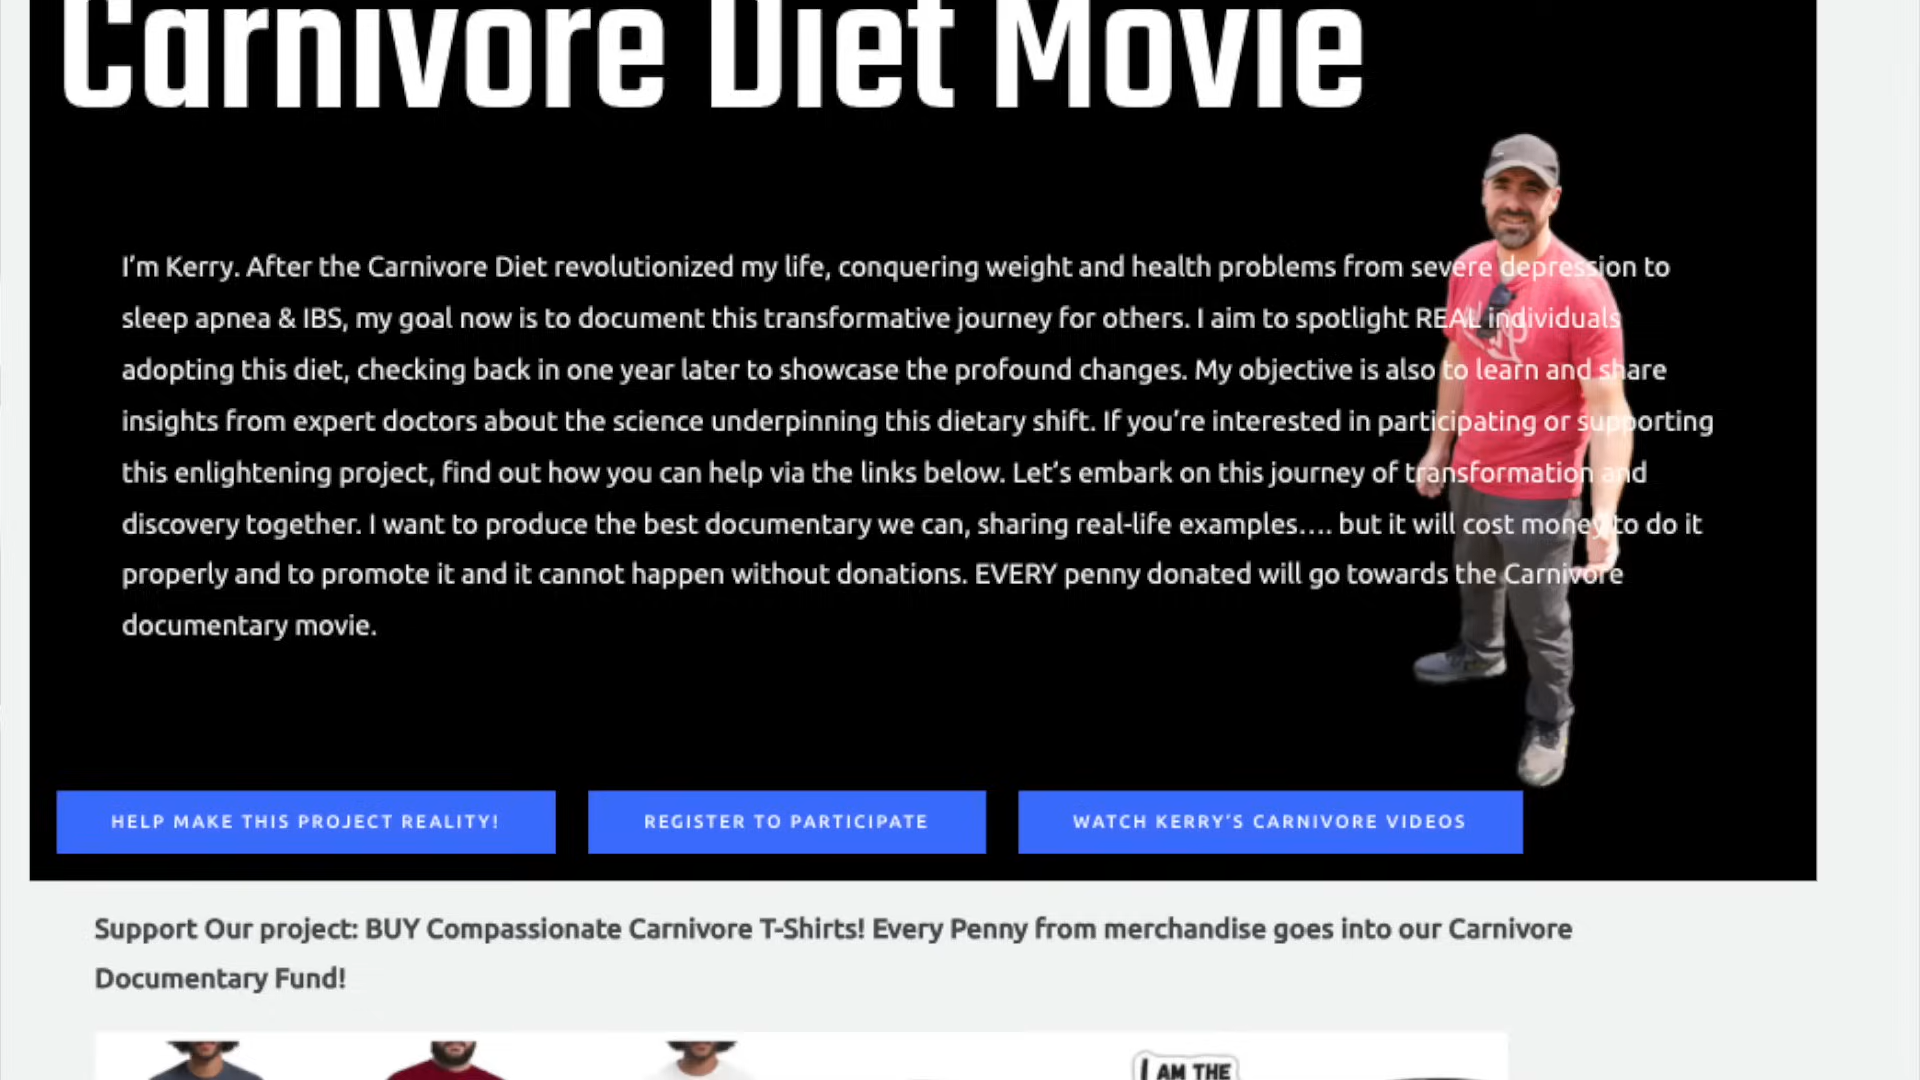 Carnivore Diet Movie
I’m Kerry. After the Carnivore Diet revolutionized my life, conquering weight and health problems from severe depression to
sleep apnea & IBS, my goal now is to document this transformative journey for others. I aim to spotlight REAL individuals
adopting this diet, checking back in one year later to showcase the profound changes. My objective is also to learn and share
insights from expert doctors about the science underpinning this dietary shift. If you’re interested in participating or supporting
this enlightening project, find out how you can help via the links below. Let’s embark on this journey of transformation and
discovery together. I want to produce the best documentary we can, sharing real-life examples…. but it will cost money to do it
properly and to promote it and it cannot happen without donations. EVERY penny donated will go towards the Carnivore
documentary movie.
HELP MAKE THIS PROJECT REALITY!
REGISTER TO PARTICIPATE
WATCH KERRY’S CARNIVORE VIDEOS
Support Our project: BUY Compassionate Carnivore T-Shirts! Every Penny from merchandise goes into our Carnivore
Documentary Fund!
I AM THE